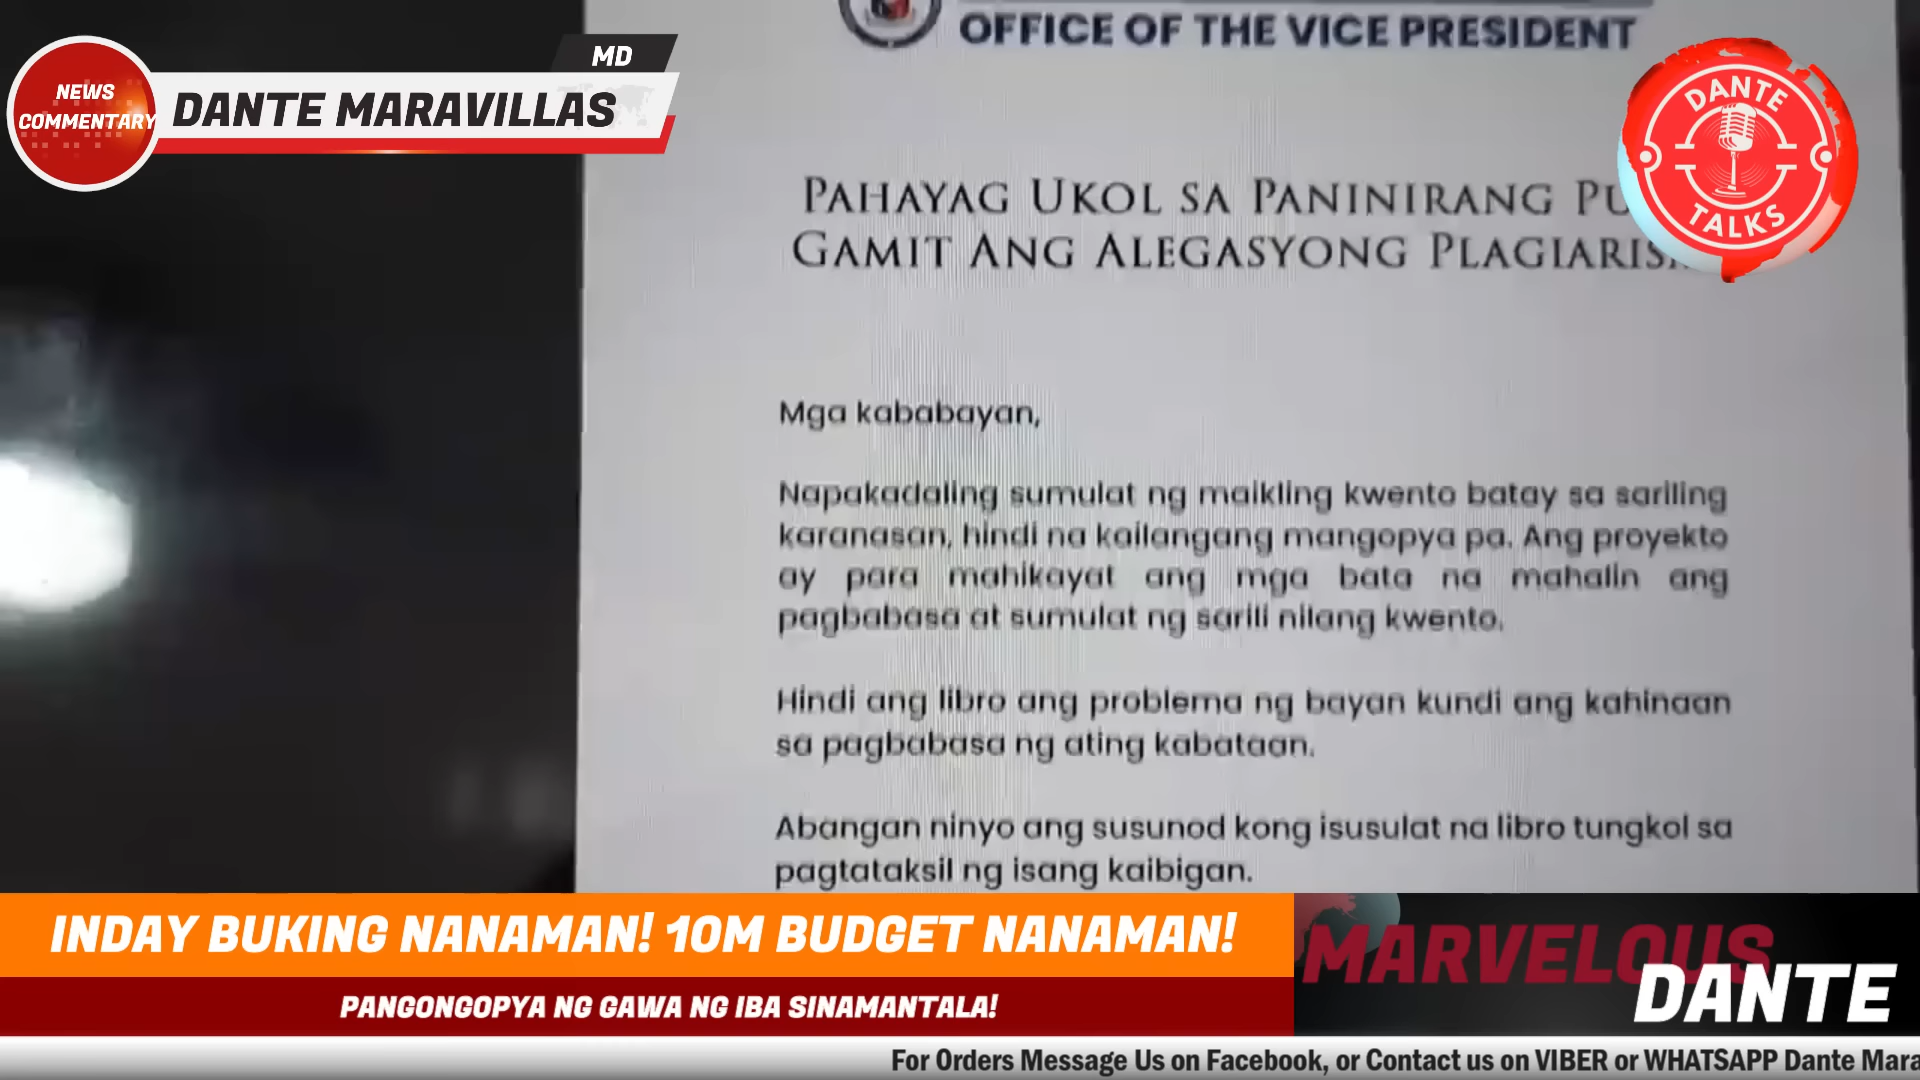 OFFICE OF THE VICE PRESIDENT
MD
NEWS
COMMENTARY
DANTE MARAVILLAS
DANTE
TALKS
PAHAYAG UKOL SA PANINIRANG
GAMIT ANG ALEGASYONG
Mga kababayan,
Napakadaling sumulat ng maikling kwento batay sa sariling
karanasan, hindi na kailangang mangopya pa. Ang proyekto
ay para mahikayat ang mga bata na mahalin ang
pagbabasa at sumulat ng sarili nilang kwento.
Hindi ang libro ang problema ng bayan kundi ang kahinaan
sa pagbabasa ng ating kabataan.
Abangan ninyo ang susunod kong isusulat na libro tungkol sa
pagtataksil ng isang kaibigan.
INDAY BUKING NANAMAN! 10M BUDGET NANAMAN!
PANGONGOPYA NG GAWA NG IBA SINAMANTALA!
MARVELOUS
DANTE
For Orders Message Us on Facebook, or Contact us on VIBER or WHATSAPP Dante Mara